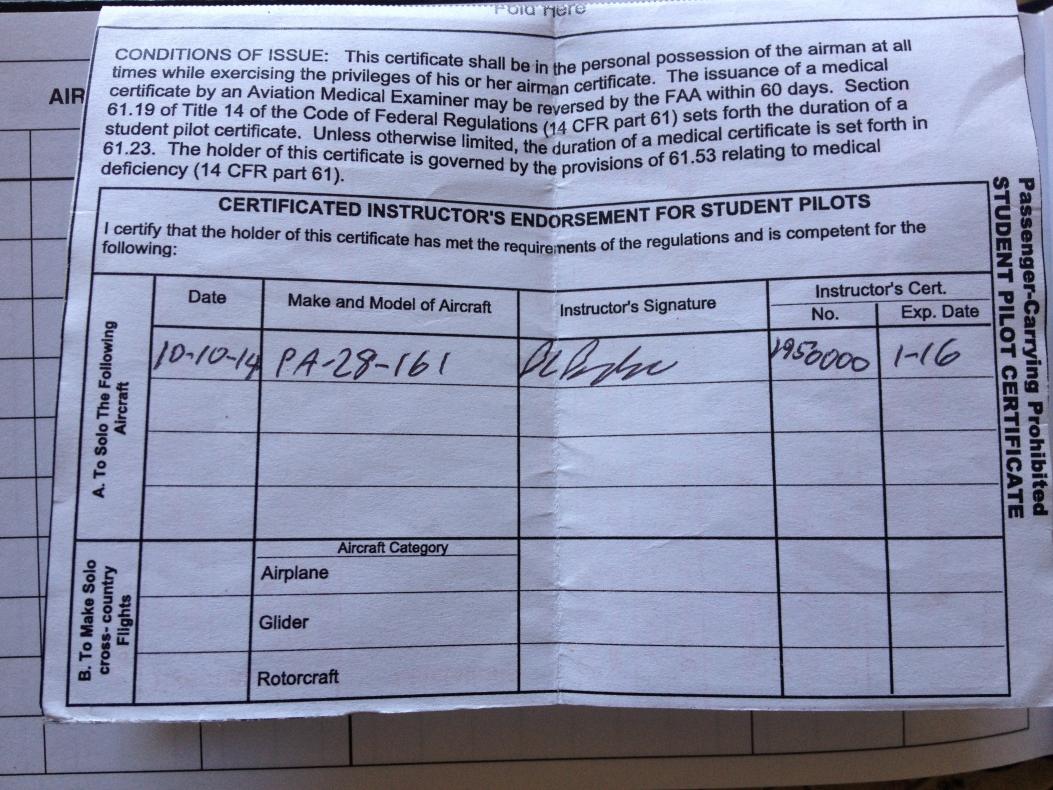 Fold Here
CONDITIONS OF ISSUE: This certificate shall be in the personal possession of the airman at all
times while exercising the privileges of his or her airman certificate. The issuance of a medical
certificate by an Aviation Medical Examiner may be reversed by the FAA within 60 days. Section
61.19 of Title 14 of the Code of Federal Regulations (14 CFR part 61) sets forth the duration of a
student pilot certificate. Unless otherwise limited, the duration of a medical certificate is set forth in
61.23. The holder of this certificate is governed by the provisions of 61.53 relating to medical
deficiency (14 CFR part 61).
AIR
CERTIFICATED INSTRUCTOR'S ENDORSEMENT FOR STUDENT PILOTS
I certify that the holder of this certificate has met the requirements of the regulations and is competent for the
following:
Date
Make and Model of Aircraft
Instructor's Signature
Instructor's Cert.
No.
Exp. Date
A. To Solo The Following
Aircraft
10-10-14 PA-28-161 1950000 1-16
B. To Make Solo
cross-country
Flights
Aircraft Category
Airplane
Glider
Rotorcraft
Passenger-Carrying Prohibited
STUDENT PILOT CERTIFICATE